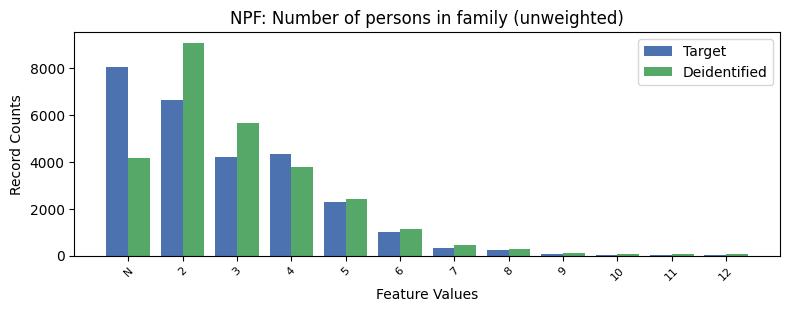 NPF: Number of persons in family (unweighted)
Target
Deidentified
Record Counts
8000
6000
4000
2000
0
N 2 3 4 5 6 7 8 9 10 11 12
Feature Values